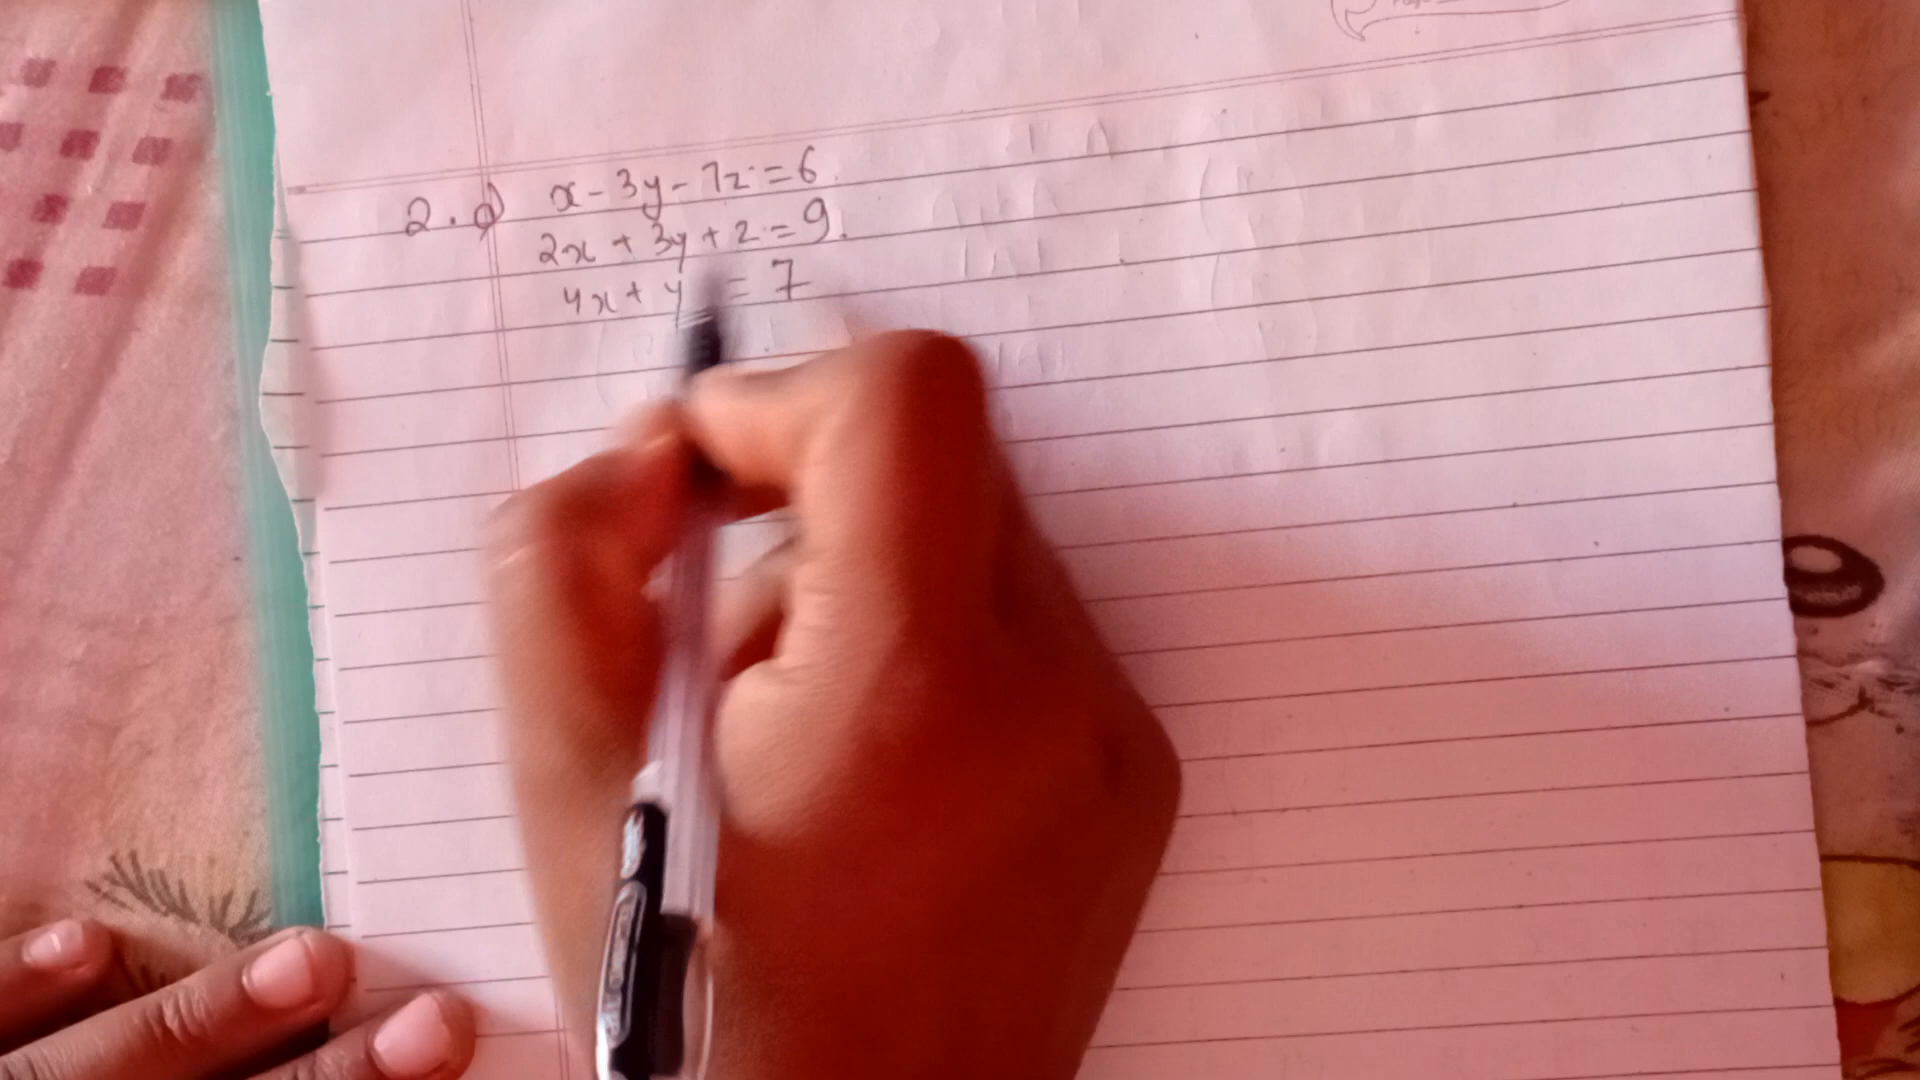 2. d) x - 3y - 7z = 6.
2x + 3y + z = 9.
4x + y = 7